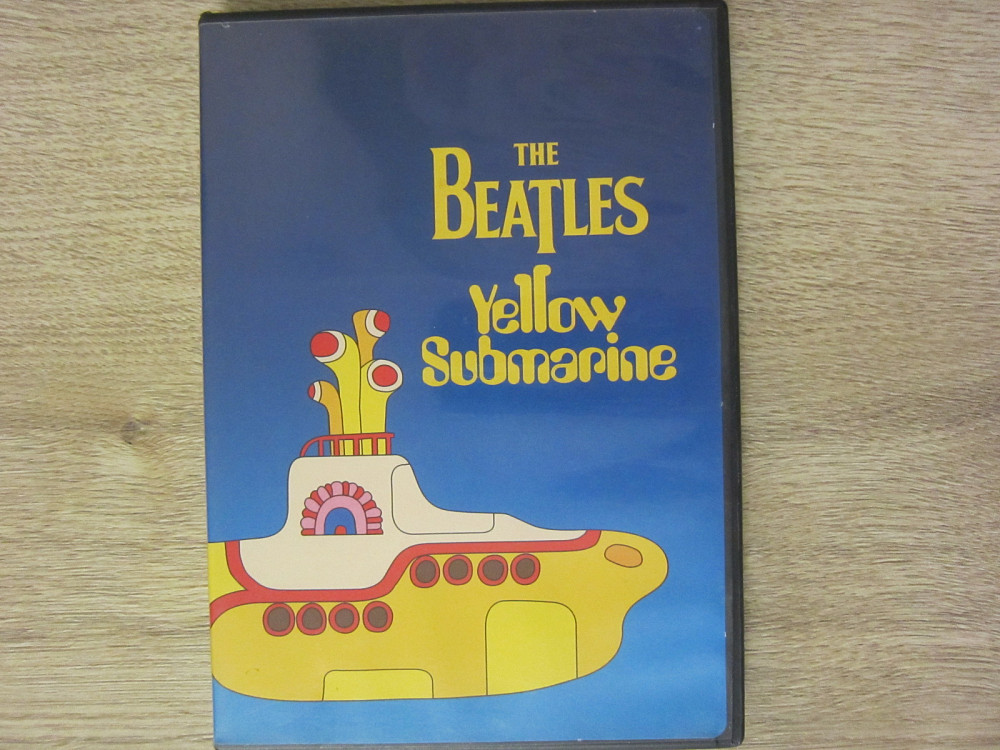 THE
BEATLES
Yellow
Submarine